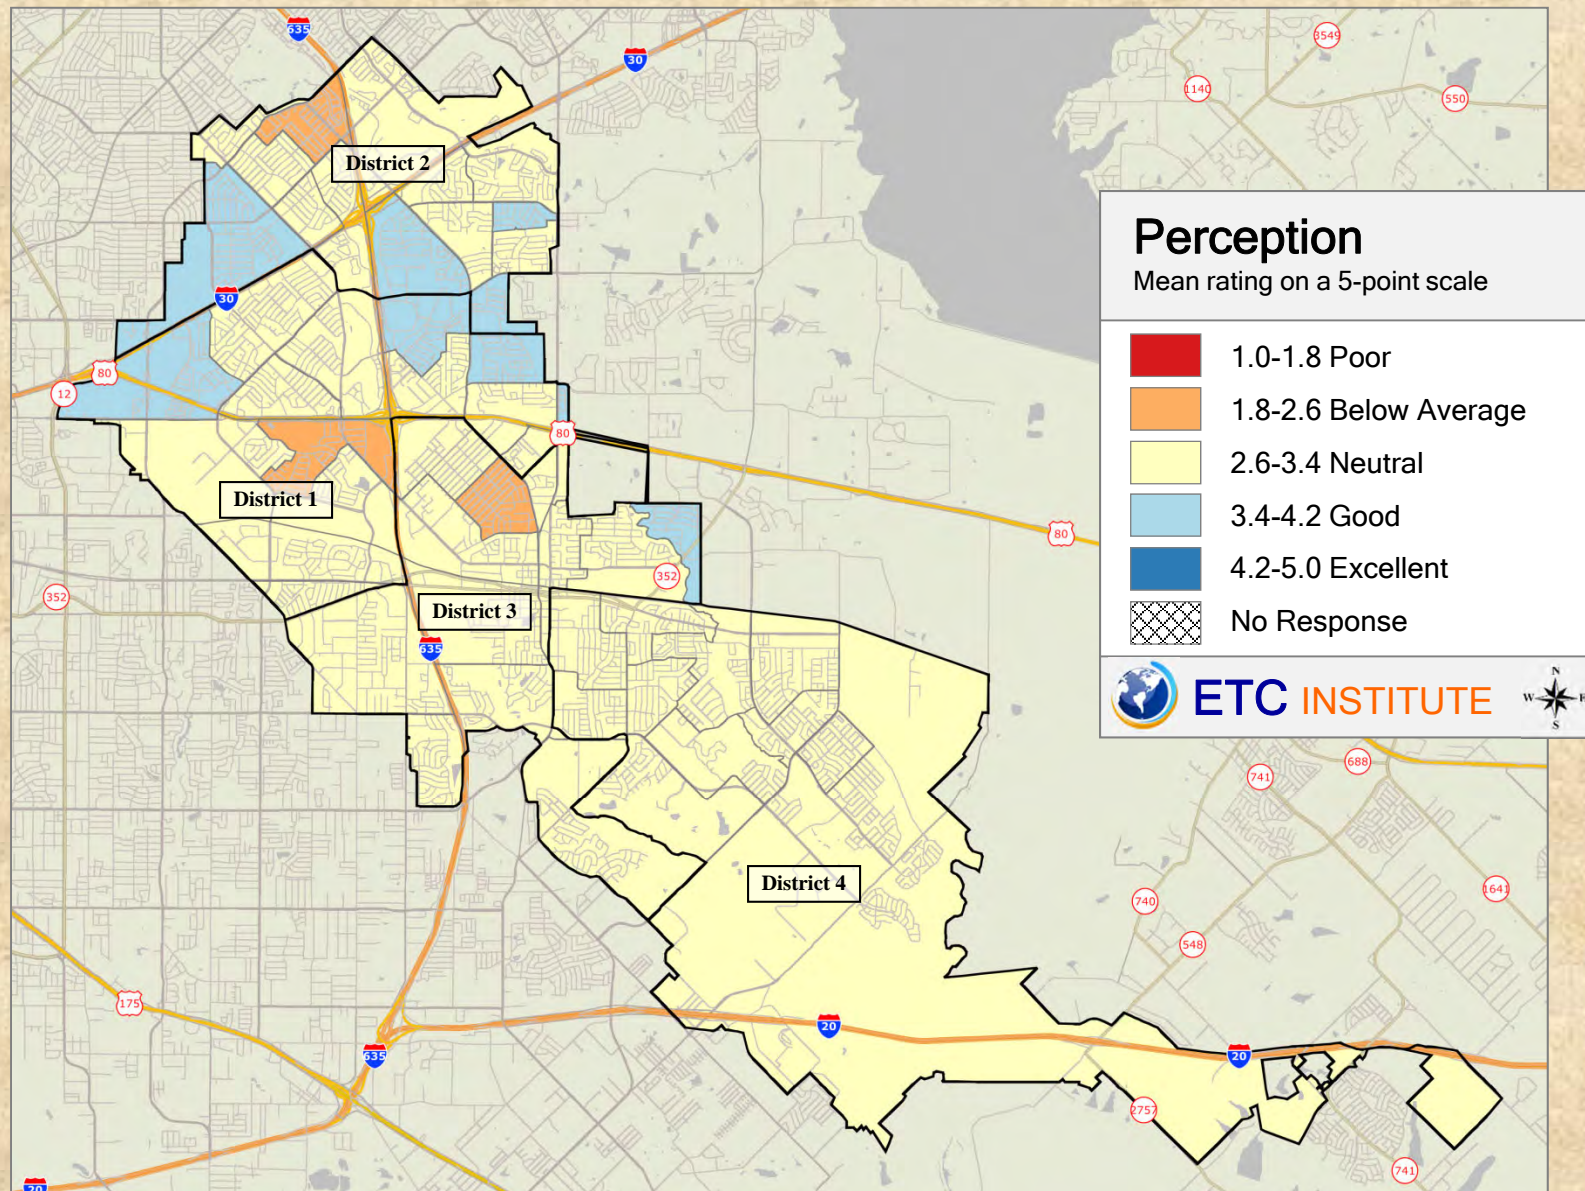 635
30
3549
1140
550
District 2
Perception
Mean rating on a 5-point scale
30
1.0-1.8 Poor
80
12
1.8-2.6 Below Average
80
2.6-3.4 Neutral
District 1
3.4-4.2 Good
80
352
352
4.2-5.0 Excellent
District 3
No Response
635
ETC INSTITUTE
N
W E
S
688
741
District 4
1641
740
548
175
20
635
20
2757
741
20